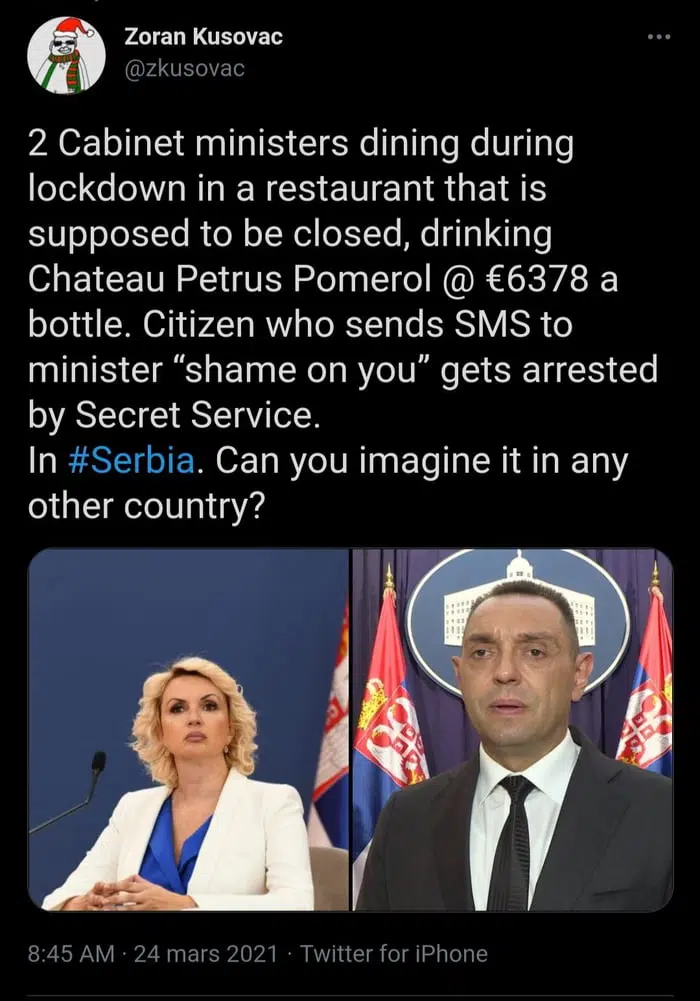 Zoran Kusovac
@zkusovac
2 Cabinet ministers dining during
lockdown in a restaurant that is
supposed to be closed, drinking
Chateau Petrus Pomerol @ €6378 a
bottle. Citizen who sends SMS to
minister “shame on you” gets arrested
by Secret Service.
In #Serbia. Can you imagine it in any
other country?
8:45 AM · 24 mars 2021 · Twitter for iPhone